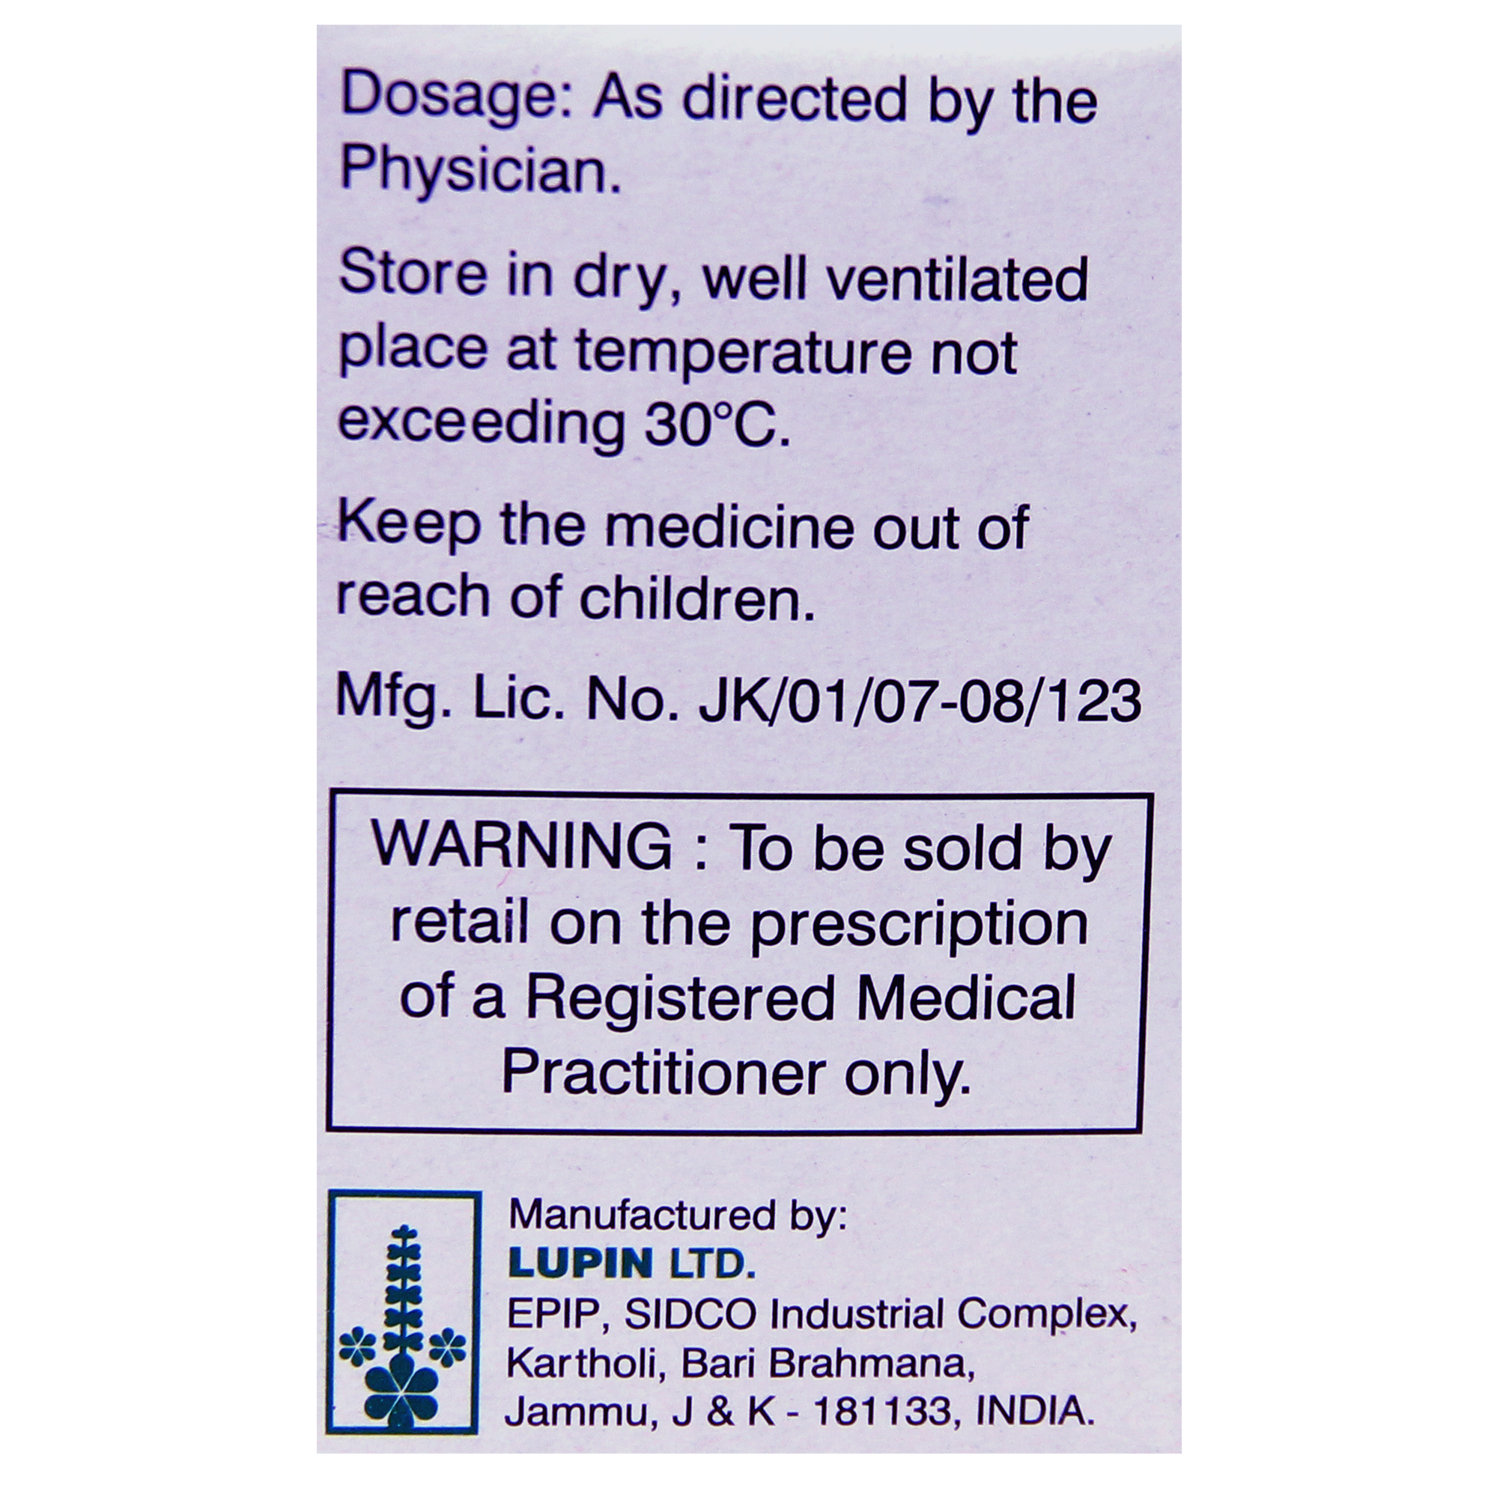 Dosage: As directed by the
Physician.
Store in dry, well ventilated
place at temperature not
exceeding 30°C.
Keep the medicine out of
reach of children.
Mfg. Lic. No. JK/01/07-08/123
WARNING : To be sold by
retail on the prescription
of a Registered Medical
Practitioner only.
Manufactured by:
LUPIN LTD.
EPIP, SIDCO Industrial Complex,
Kartholi, Bari Brahmana,
Jammu, J & K - 181133, INDIA.